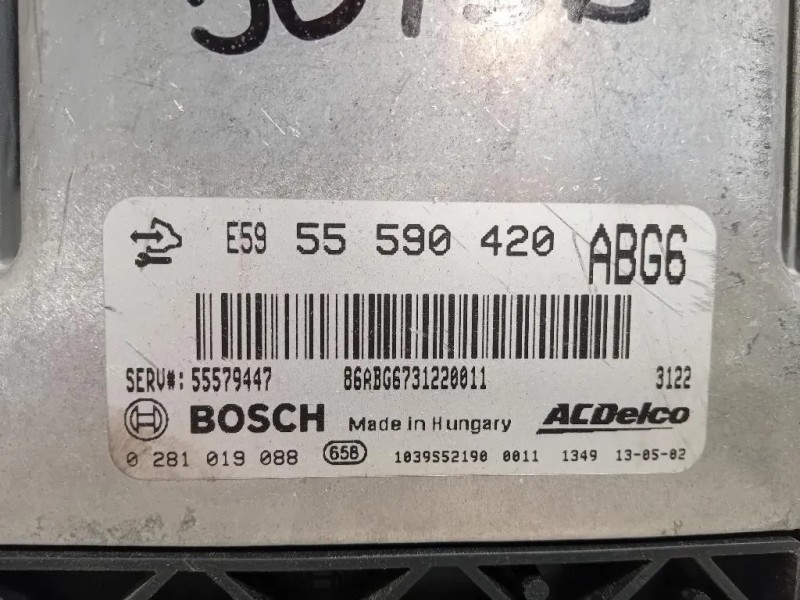 E59 55 590 420 ABG6
SERV#: 55579447 86ABG6731220011 3122
BOSCH Made in Hungary ACDelco
0 281 019 088 658 1039S52190 0011 1349 13-05-02